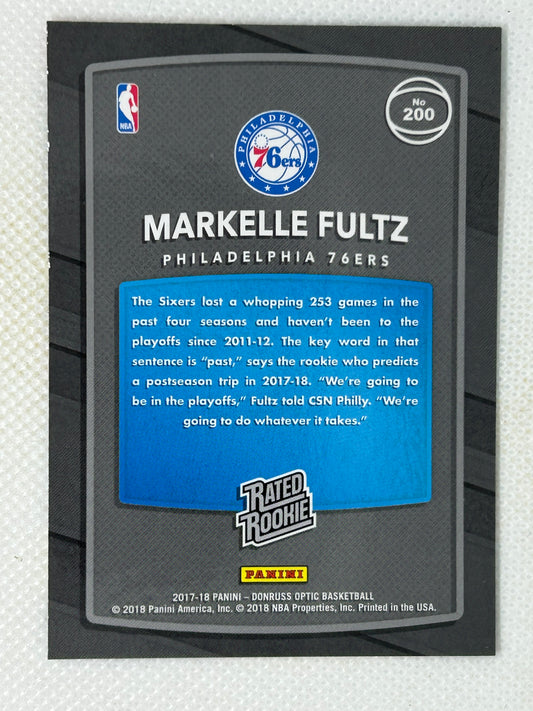 NBA
No
200
PHILADELPHIA
76ers
MARKELLE FULTZ
PHILADELPHIA 76ERS
The Sixers lost a whopping 253 games in the
past four seasons and haven't been to the
playoffs since 2011-12. The key word in that
sentence is "past," says the rookie who predicts
a postseason trip in 2017-18. "We're going to
be in the playoffs," Fultz told CSN Philly. "We're
going to do whatever it takes."
RATED
ROOKIE
PANINI
2017-18 PANINI – DONRUSS OPTIC BASKETBALL
© 2018 Panini America, Inc. © 2018 NBA Properties, Inc. Printed in the USA.